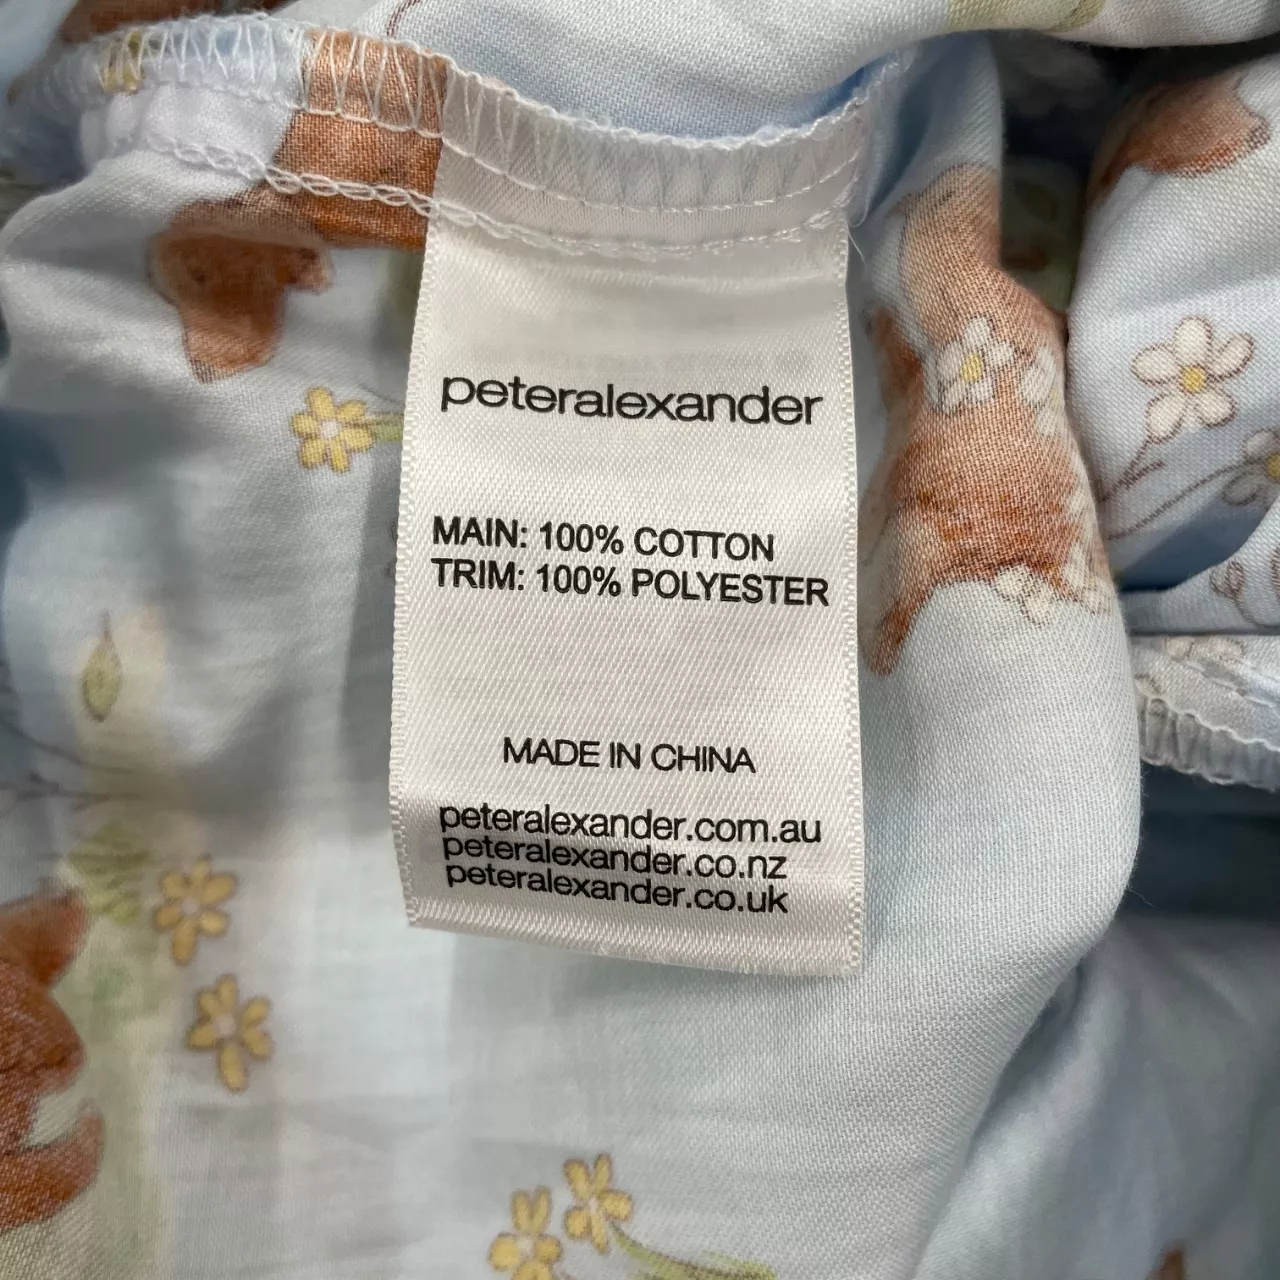 peteralexander
MAIN: 100% COTTON
TRIM: 100% POLYESTER
MADE IN CHINA
peteralexander.com.au
peteralexander.co.nz
peteralexander.co.uk